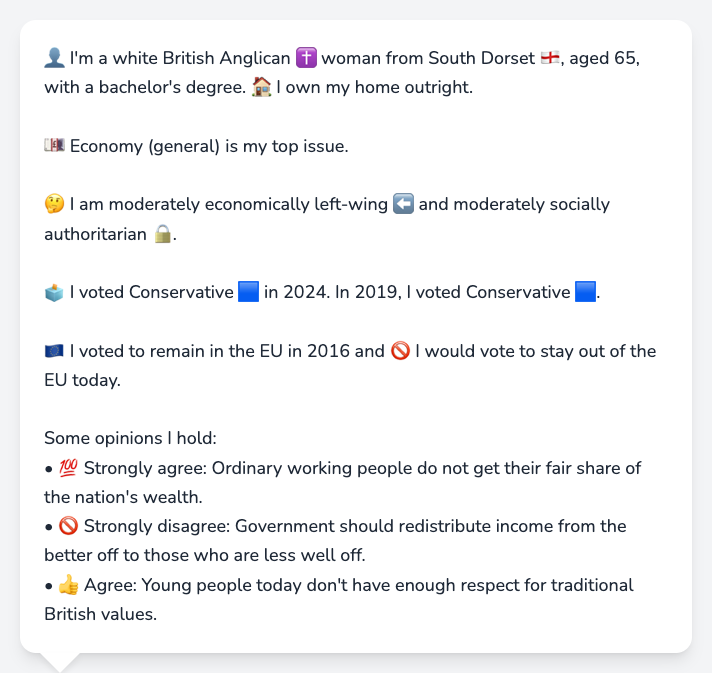 👤 I'm a white British Anglican ✝️ woman from South Dorset 🏴󠁧󠁢󠁥󠁮󠁧󠁿, aged 65,
with a bachelor's degree. 🏠 I own my home outright.
💷 Economy (general) is my top issue.
🤔 I am moderately economically left-wing ⬅️ and moderately socially
authoritarian 🔒.
🗳️ I voted Conservative 🟦 in 2024. In 2019, I voted Conservative 🟦.
🇪🇺 I voted to remain in the EU in 2016 and 🚫 I would vote to stay out of the
EU today.
Some opinions I hold:
• 💯 Strongly agree: Ordinary working people do not get their fair share of
the nation's wealth.
• 🚫 Strongly disagree: Government should redistribute income from the
better off to those who are less well off.
• 👍 Agree: Young people today don't have enough respect for traditional
British values.